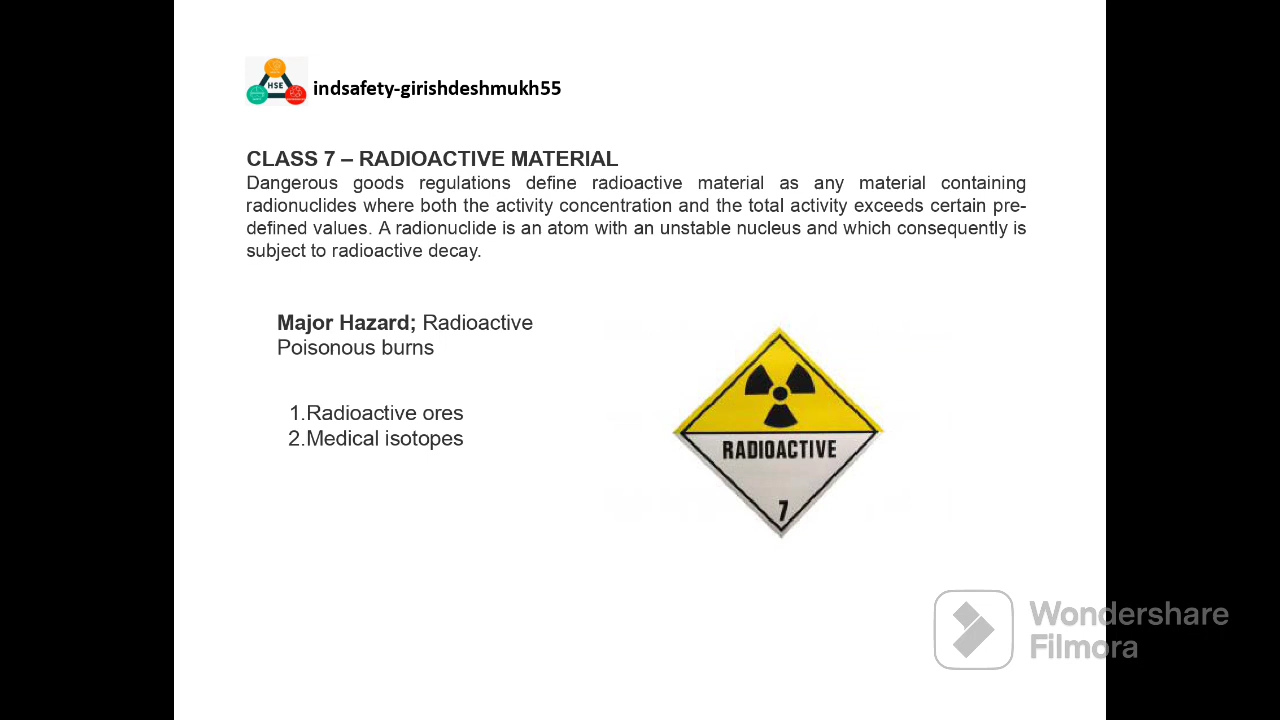 HSE
indsafety-girishdeshmukh55
CLASS 7 – RADIOACTIVE MATERIAL
Dangerous goods regulations define radioactive material as any material containing
radionuclides where both the activity concentration and the total activity exceeds certain pre-
defined values. A radionuclide is an atom with an unstable nucleus and which consequently is
subject to radioactive decay.
Major Hazard; Radioactive
Poisonous burns
1.Radioactive ores
2.Medical isotopes
RADIOACTIVE
7
Wondershare
Filmora